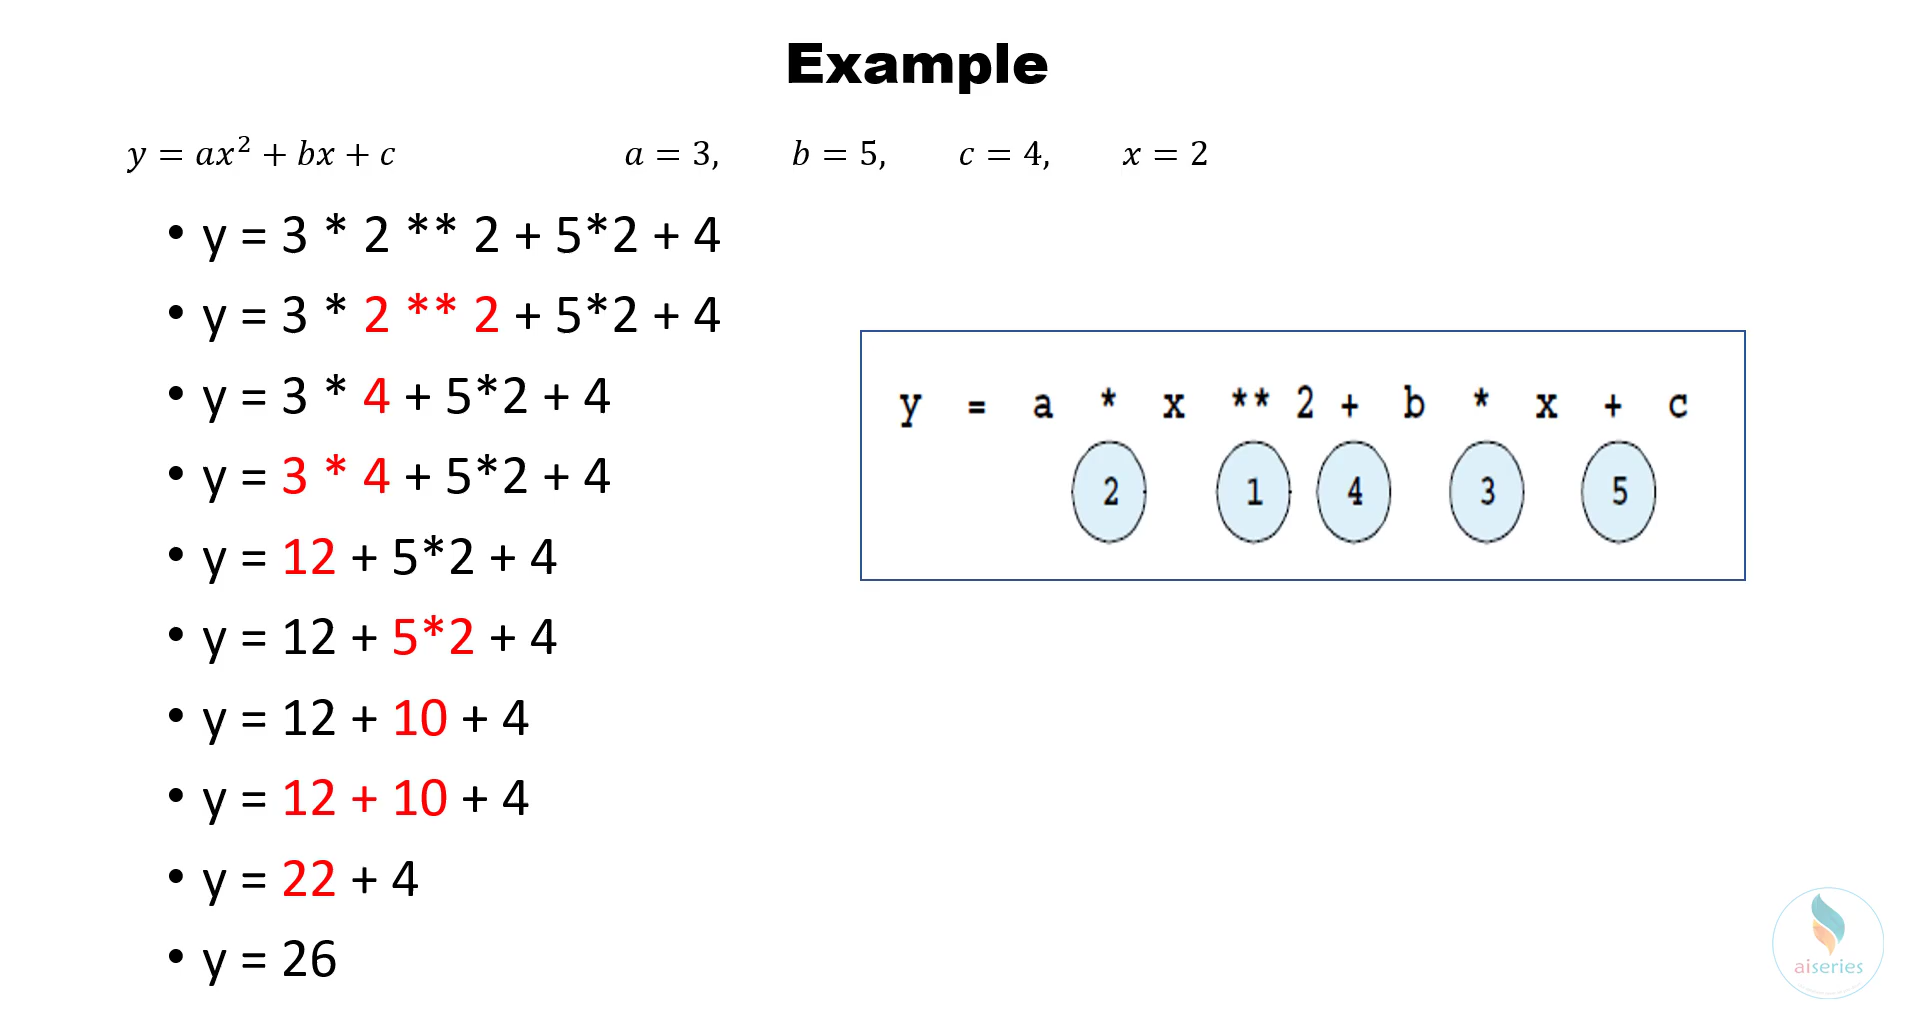 Example
y = ax² + bx + c a = 3, b = 5, c = 4, x = 2
• y = 3 * 2 ** 2 + 5*2 + 4
• y = 3 * 2 ** 2 + 5*2 + 4
• y = 3 * 4 + 5*2 + 4
• y = 3 * 4 + 5*2 + 4
• y = 12 + 5*2 + 4
• y = 12 + 5*2 + 4
• y = 12 + 10 + 4
• y = 12 + 10 + 4
• y = 22 + 4
• y = 26
y = a * x ** 2 + b * x + c
2 1 4 3 5
aiseries